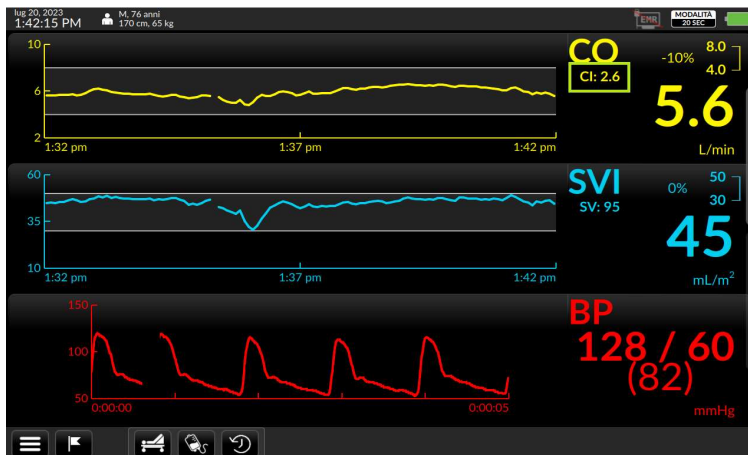 lug 20, 2023
1:42:15 PM
M, 76 anni
170 cm, 65 kg
EMR
MODALITÀ
20 SEC
10
6
2
1:32 pm
1:37 pm
1:42 pm
CO
CI: 2.6
-10%
8.0
4.0
5.6
L/min
60
35
10
1:32 pm
1:37 pm
1:42 pm
SVI
SV: 95
0%
50
30
45
mL/m²
150
100
50
0:00:00
0:00:05
BP
128 / 60
(82)
mmHg